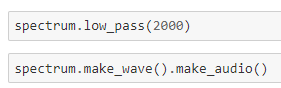 spectrum.low_pass(2000)
spectrum.make_wave().make_audio()